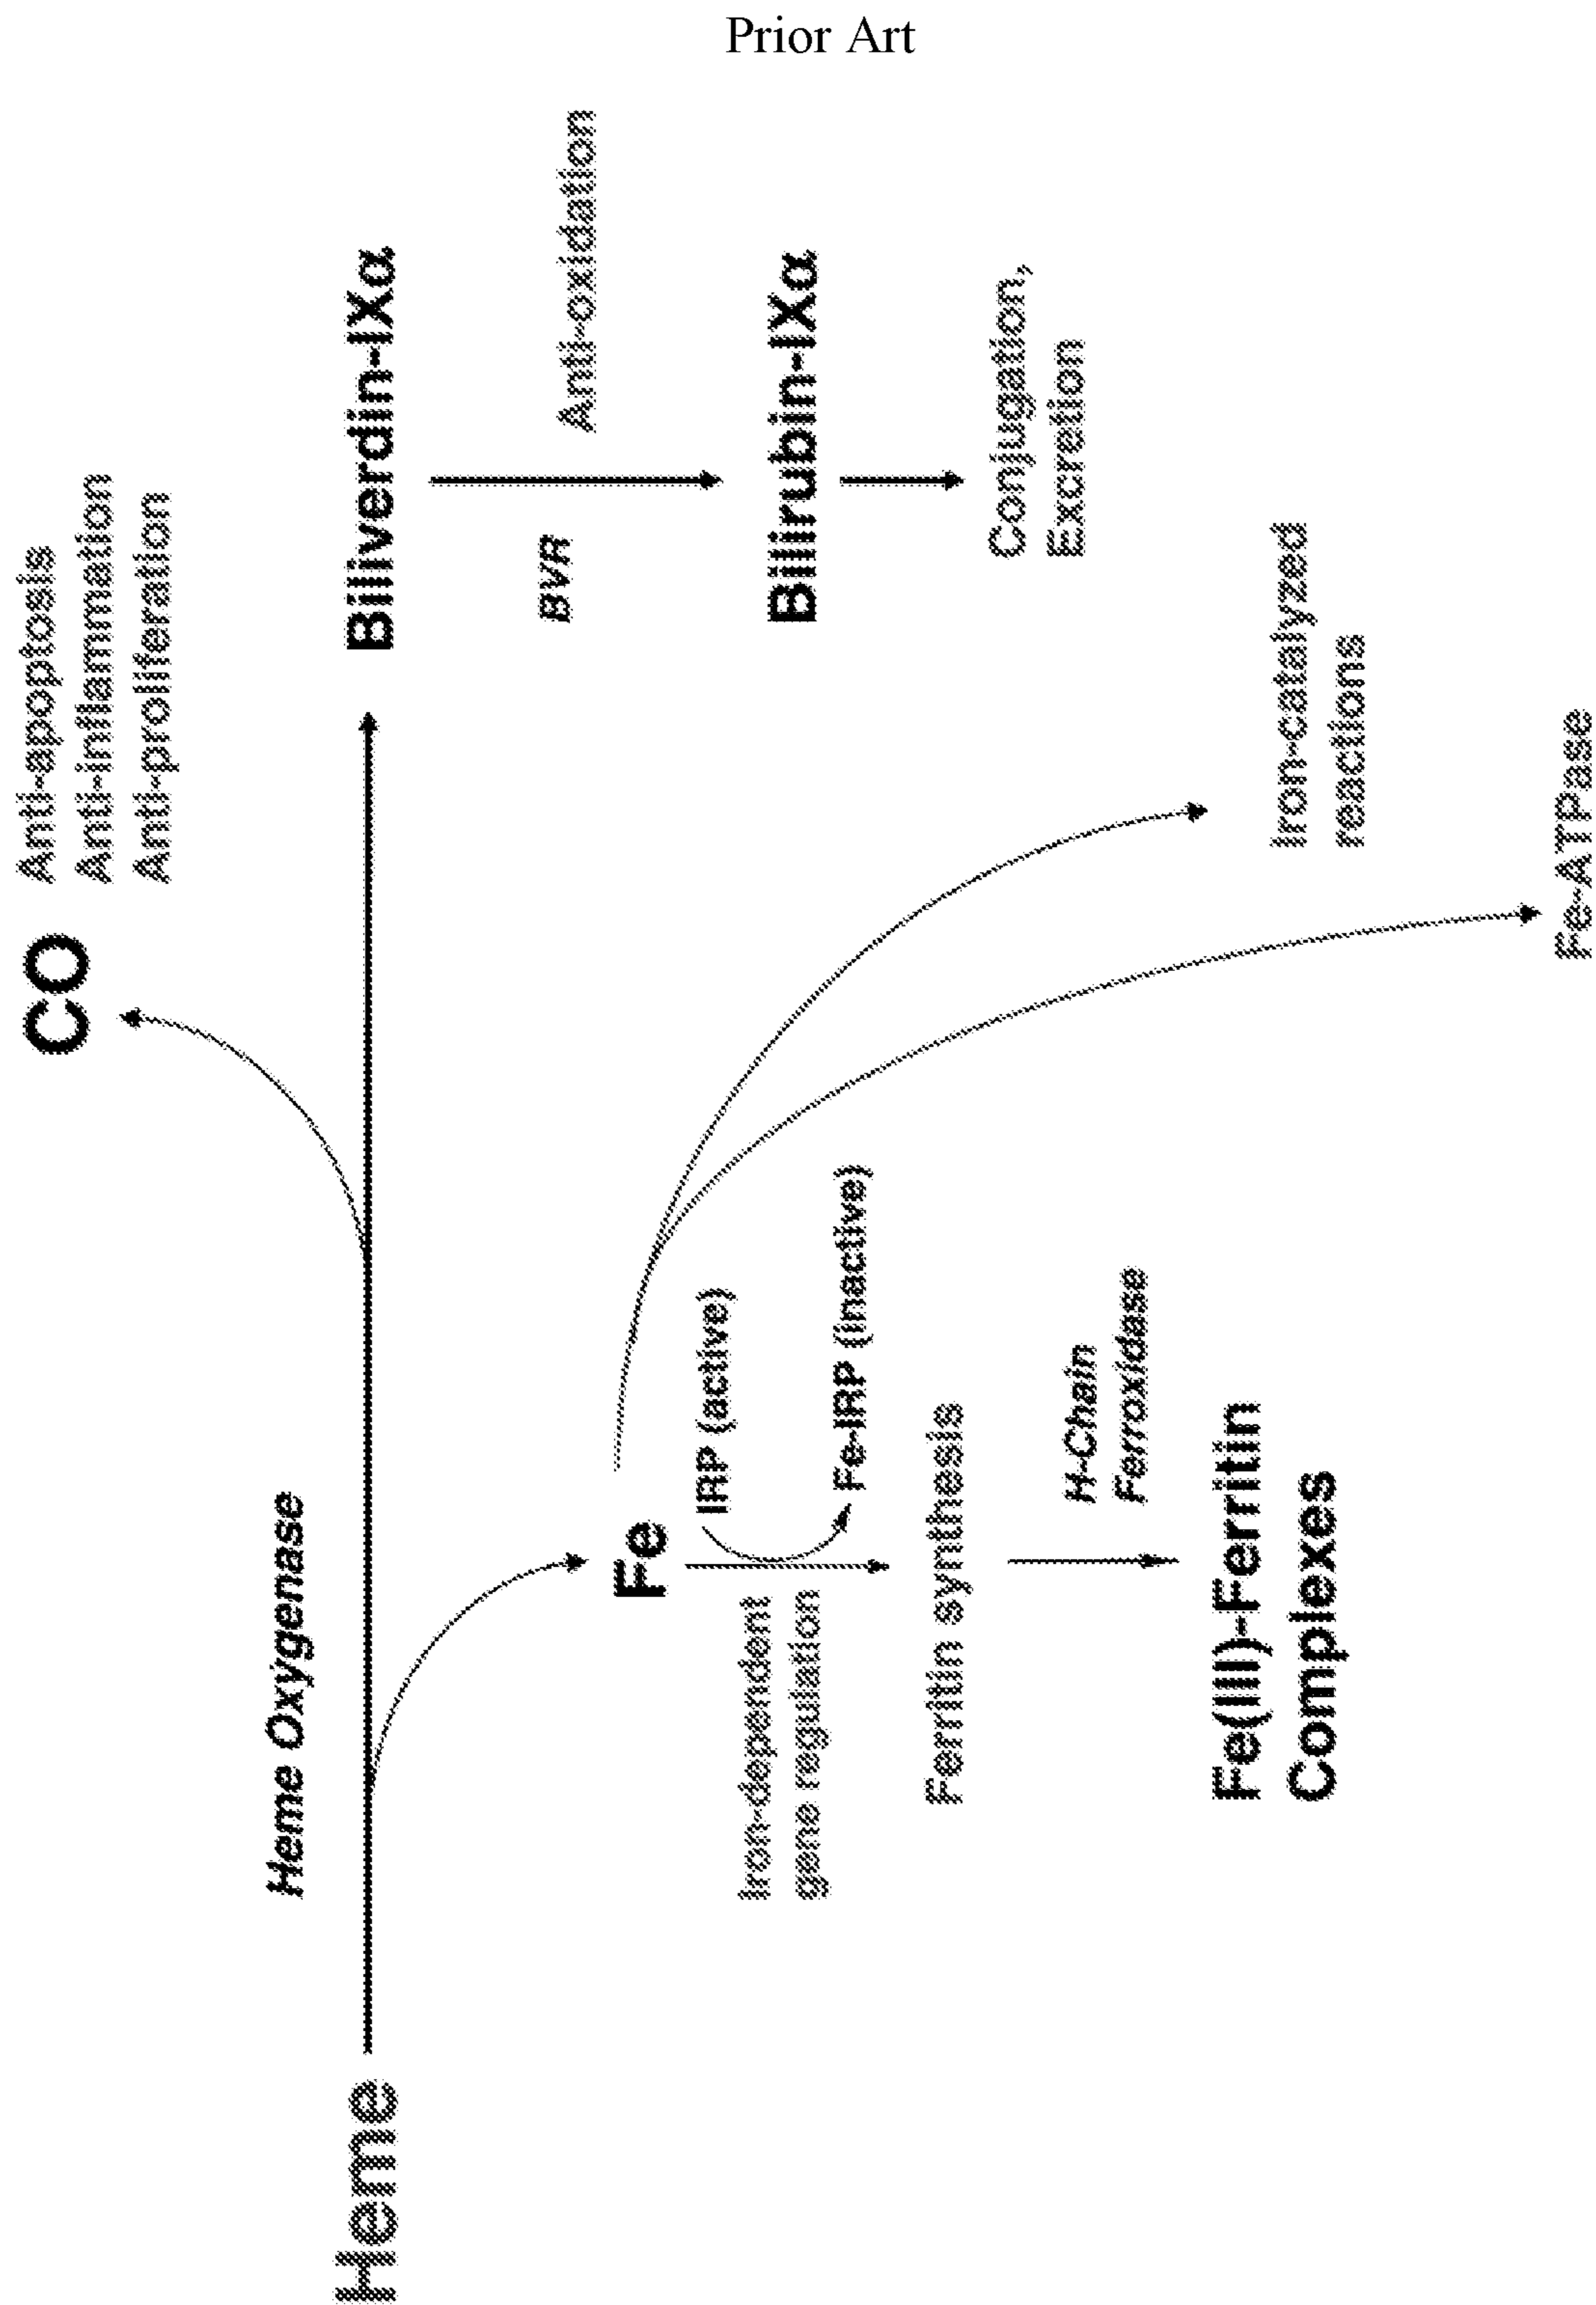 Prior Art
CO
Anti-apoptosis
Anti-inflammation
Anti-proliferation
Heme Oxygenase
Heme
Biliverdin-IXα
BVR
Anti-oxidation
Bilirubin-IXα
Conjugation,
Excretion
Fe
IRP (active)
Fe-IRP (inactive)
Iron-dependent
gene regulation
Ferritin synthesis
H-Chain
Ferroxidase
Fe(III)-Ferritin
Complexes
Iron-catalyzed
reactions
Fe-ATPase